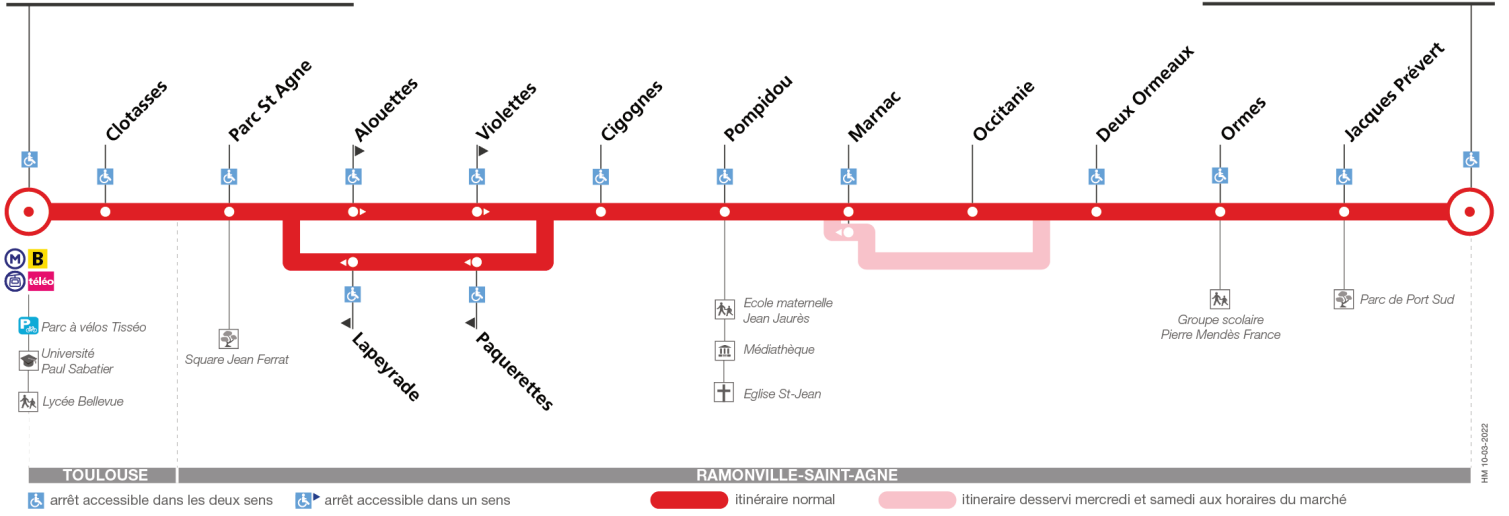 Clotasses
Parc St Agne
Alouettes
Violettes
Cigognes
Pompidou
Marnac
Occitanie
Deux Ormeaux
Ormes
Jacques Prévert
M B
téléo
P
Parc à vélos Tisséo
Université
Paul Sabatier
Lycée Bellevue
Square Jean Ferrat
Lapeyrade
Paquerettes
Ecole maternelle
Jean Jaurès
Médiathèque
Eglise St-Jean
Groupe scolaire
Pierre Mendès France
Parc de Port Sud
HM 10-03-2022
TOULOUSE
RAMONVILLE-SAINT-AGNE
arrêt accessible dans les deux sens
arrêt accessible dans un sens
itinéraire normal
itineraire desservi mercredi et samedi aux horaires du marché